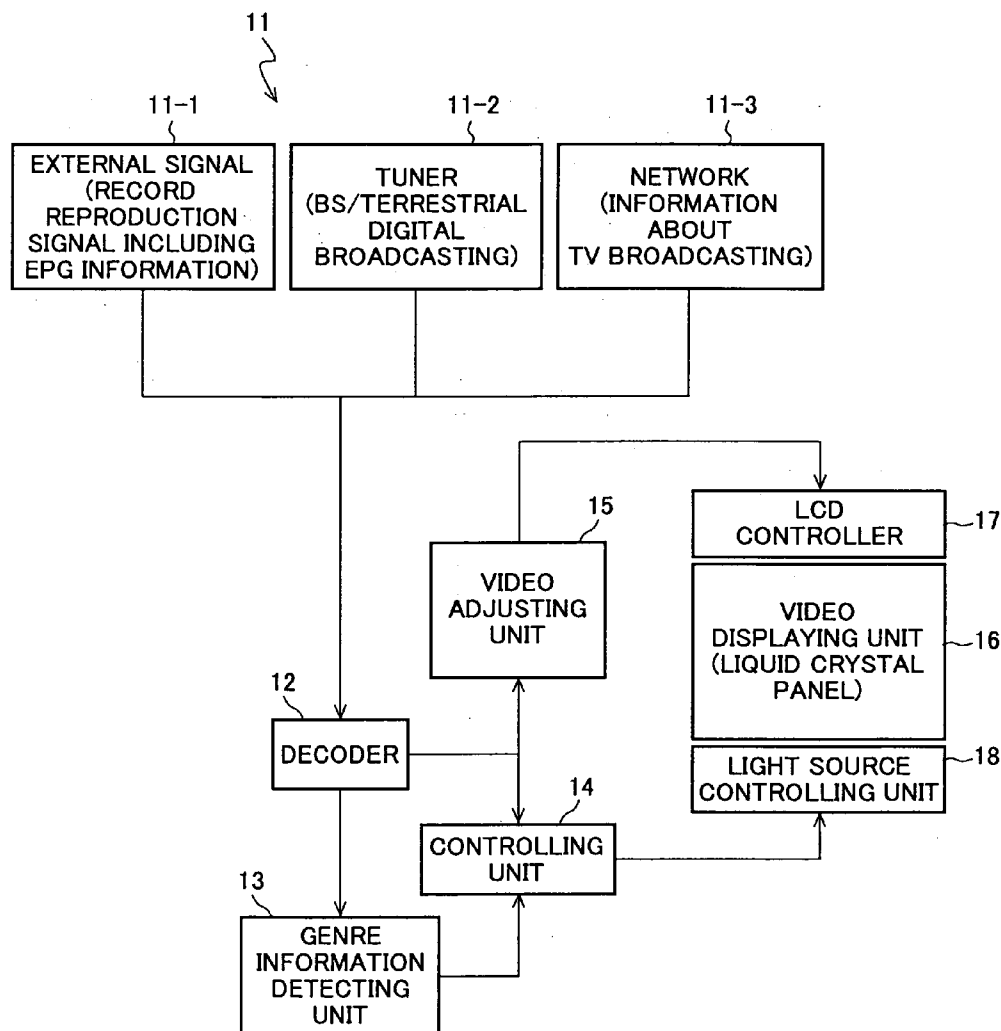 11
11-1
11-2
11-3
EXTERNAL SIGNAL
(RECORD
REPRODUCTION
SIGNAL INCLUDING
EPG INFORMATION)
TUNER
(BS/TERRESTRIAL
DIGITAL
BROADCASTING)
NETWORK
(INFORMATION
ABOUT
TV BROADCASTING)
15
VIDEO
ADJUSTING
UNIT
LCD
CONTROLLER
17
VIDEO
DISPLAYING UNIT
(LIQUID CRYSTAL
PANEL)
16
12
DECODER
LIGHT SOURCE
CONTROLLING UNIT
18
14
CONTROLLING
UNIT
13
GENRE
INFORMATION
DETECTING
UNIT